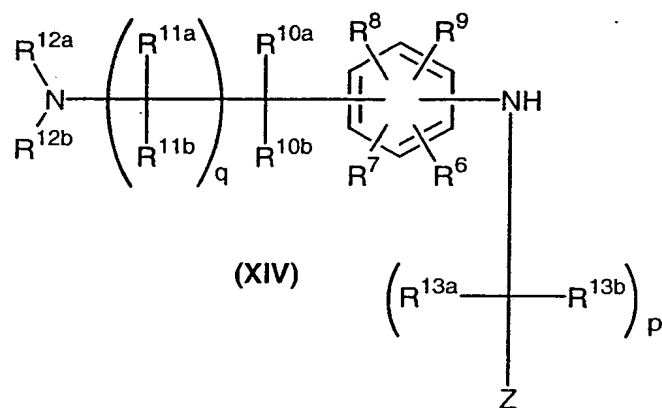 R12a R11a R10a R8 R9
N NH
R12b R11b R10b R7 R6
q
(XIV)
R13a R13b
p
Z